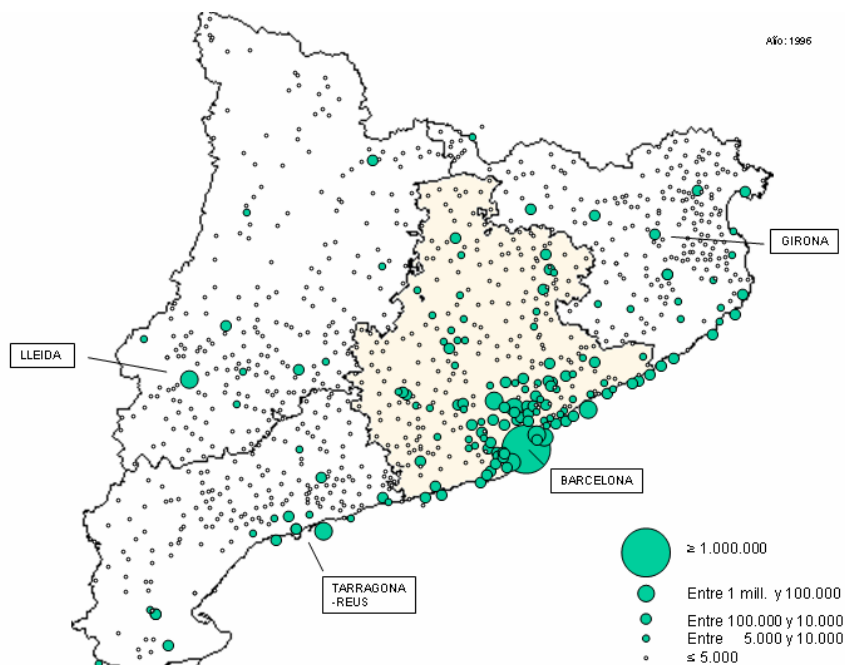 Año: 1996
GIRONA
LLEIDA
BARCELONA
TARRAGONA
-REUS
≥ 1.000.000
Entre 1 mill. y 100.000
Entre 100.000 y 10.000
Entre 5.000 y 10.000
≤ 5.000